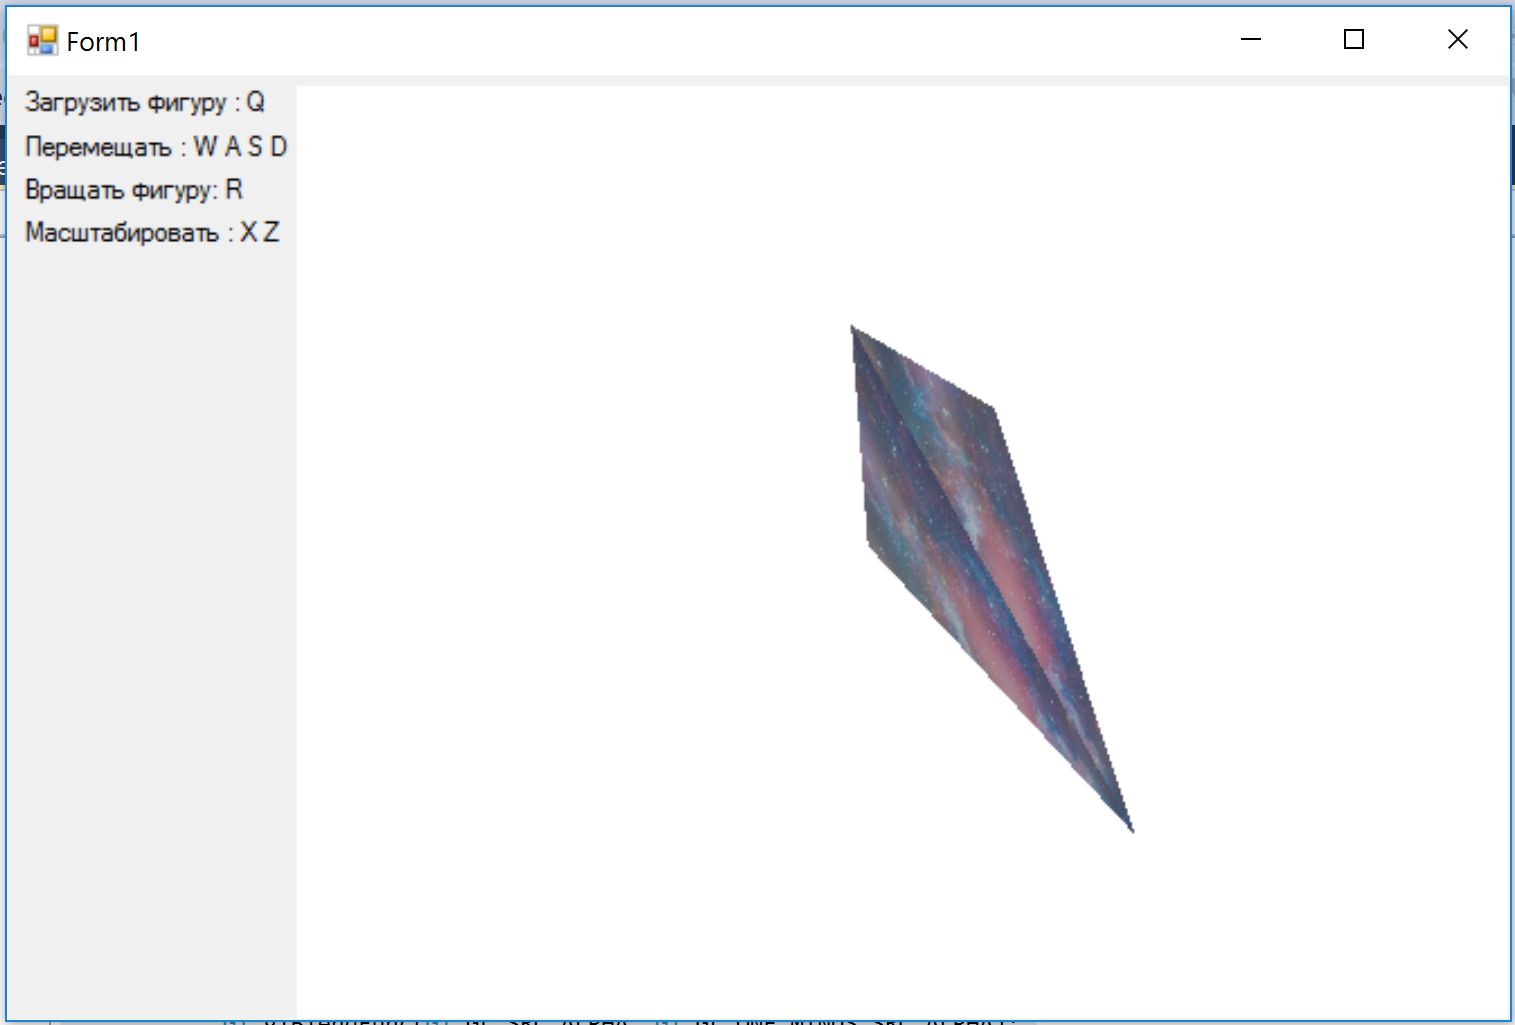 Form1
Загрузить фигуру : Q
Перемещать : W A S D
Вращать фигуру: R
Масштабировать : X Z